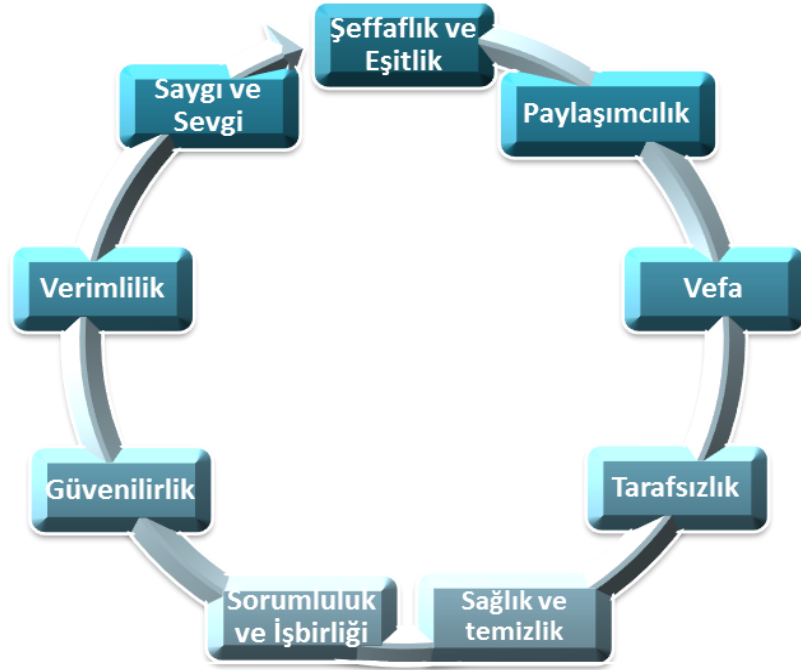 Şeffaflık ve
Eşitlik
Paylaşımcılık
Vefa
Tarafsızlık
Sağlık ve
temizlik
Sorumluluk
ve İşbirliği
Güvenilirlik
Verimlilik
Saygı ve
Sevgi